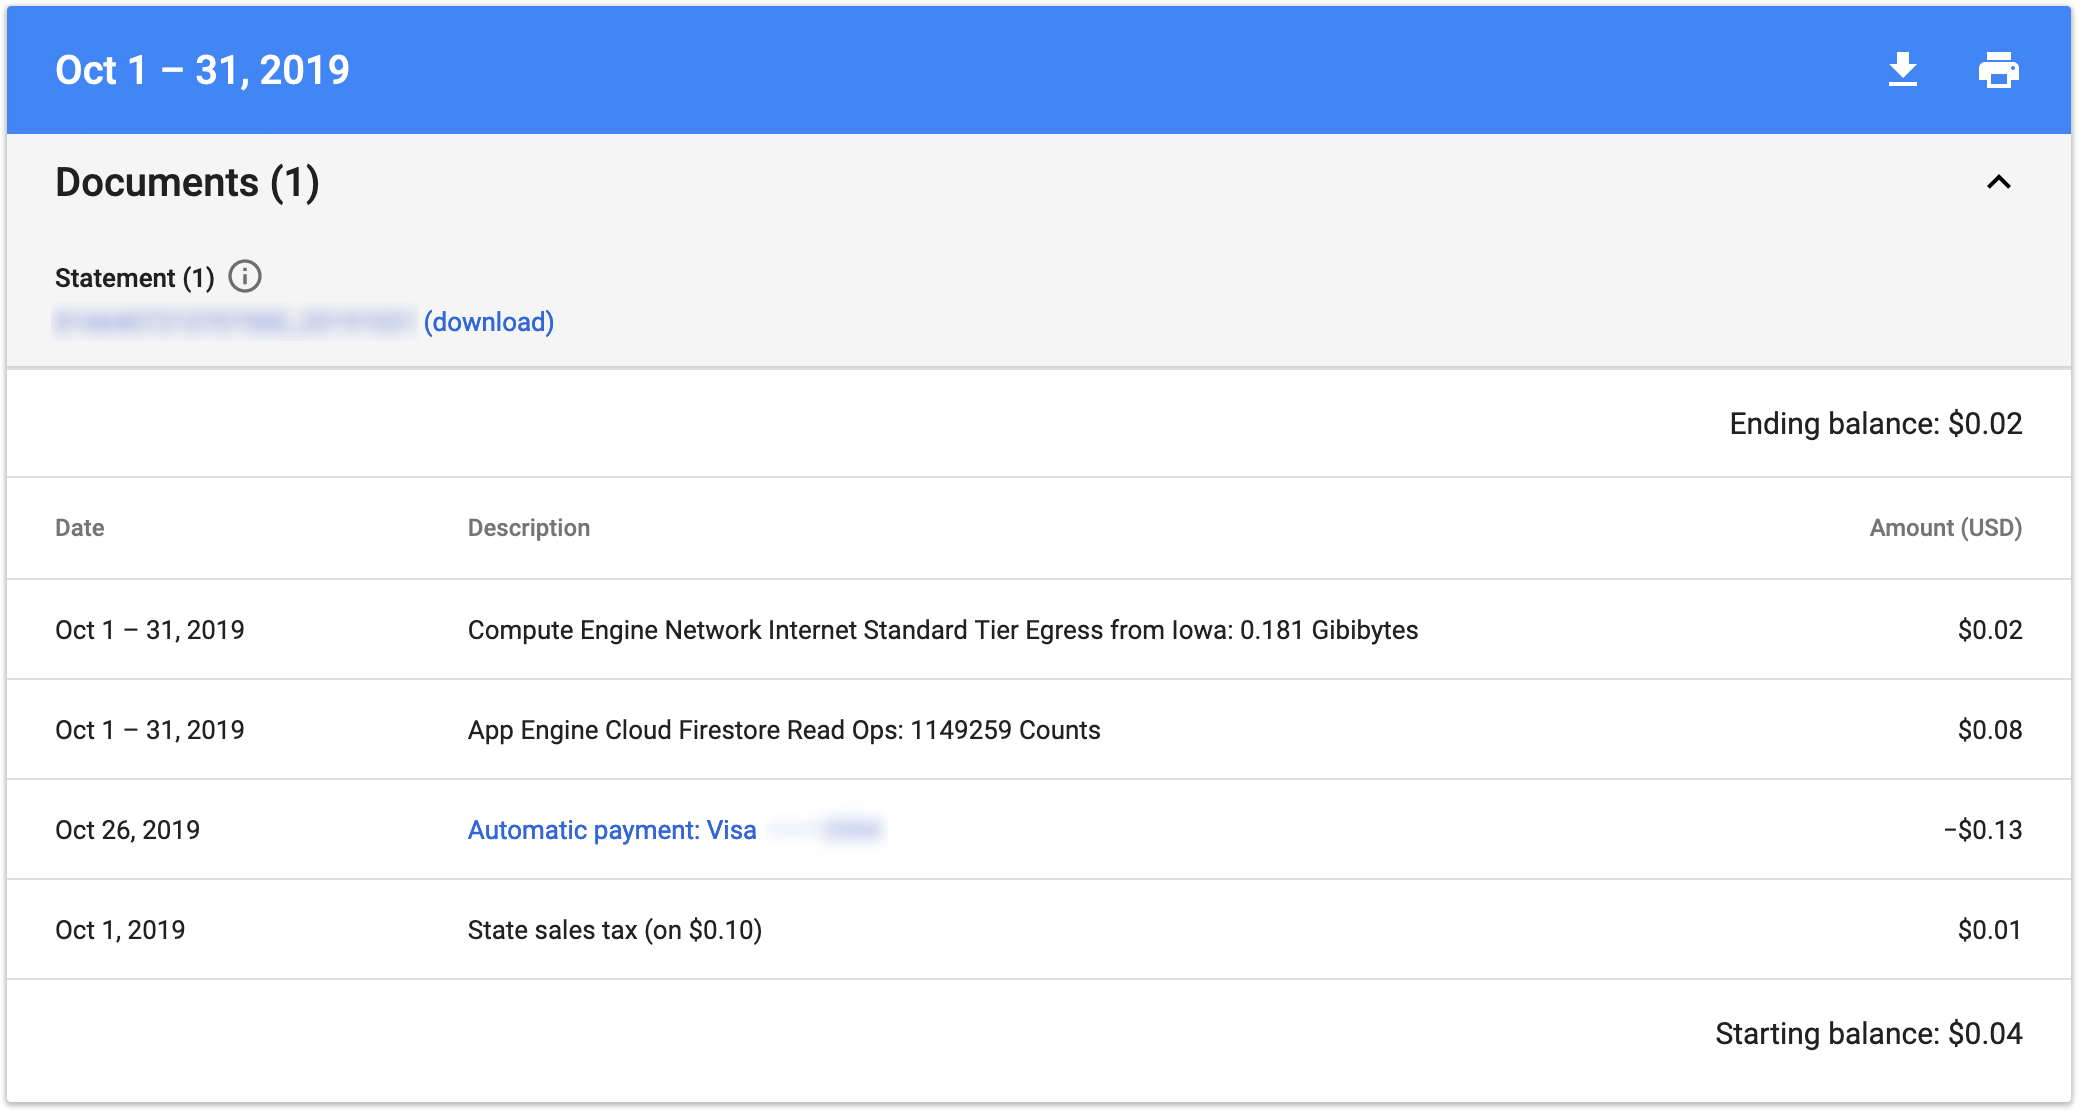 Oct 1 – 31, 2019
Documents (1)
Statement (1)
(download)
Ending balance: $0.02
Date Description Amount (USD)
Oct 1 – 31, 2019 Compute Engine Network Internet Standard Tier Egress from Iowa: 0.181 Gibibytes $0.02
Oct 1 – 31, 2019 App Engine Cloud Firestore Read Ops: 1149259 Counts $0.08
Oct 26, 2019 Automatic payment: Visa −$0.13
Oct 1, 2019 State sales tax (on $0.10) $0.01
Starting balance: $0.04